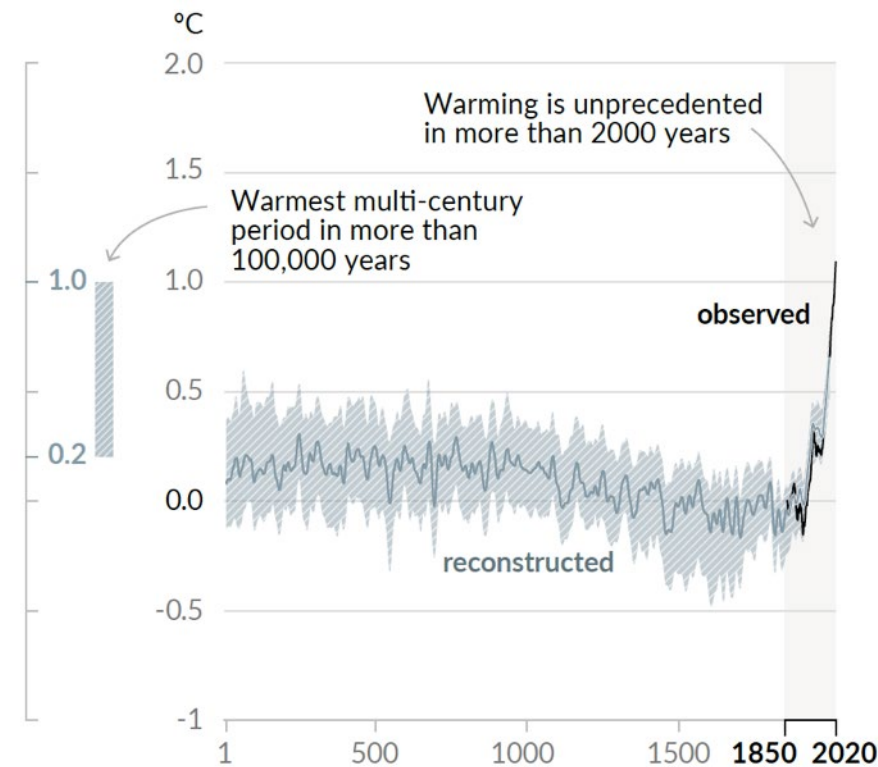 °C
2.0
Warming is unprecedented
in more than 2000 years
1.5
Warmest multi-century
period in more than
100,000 years
1.0
1.0
observed
0.5
0.2
0.0
reconstructed
-0.5
-1
1
500
1000
1500
1850
2020